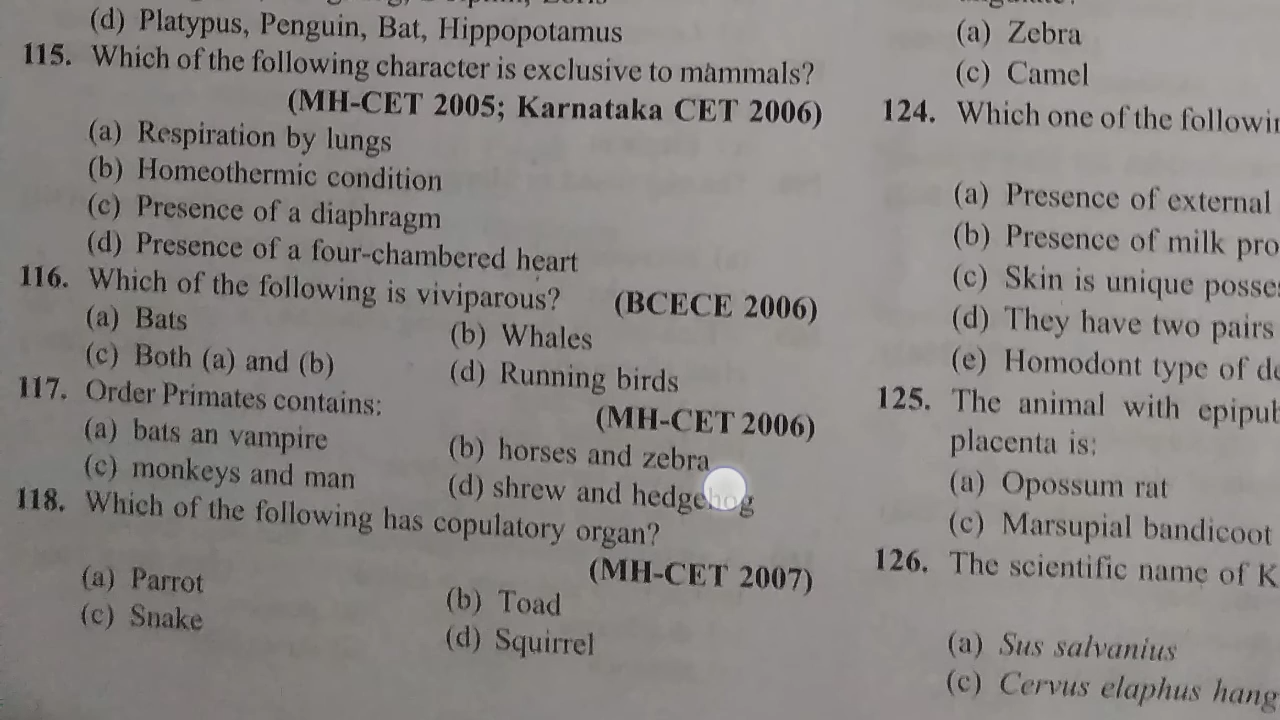 (d) Platypus, Penguin, Bat, Hippopotamus
115. Which of the following character is exclusive to mammals?
(MH-CET 2005; Karnataka CET 2006)
(a) Respiration by lungs
(b) Homeothermic condition
(c) Presence of a diaphragm
(d) Presence of a four-chambered heart
116. Which of the following is viviparous? (BCECE 2006)
(a) Bats (b) Whales
(c) Both (a) and (b) (d) Running birds
117. Order Primates contains: (MH-CET 2006)
(a) bats an vampire (b) horses and zebra
(c) monkeys and man (d) shrew and hedgehog
118. Which of the following has copulatory organ?
(MH-CET 2007)
(a) Parrot (b) Toad
(c) Snake (d) Squirrel
(a) Zebra
(c) Camel
124. Which one of the
(a) Presence of external
(b) Presence of milk
(c) Skin is unique
(d) They have two pairs
(e) Homodont type of
125. The animal with
placenta is:
(a) Opossum rat
(c) Marsupial bandicoot
126. The scientific name of
(a) Sus salvanius
(c) Cervus elaphus